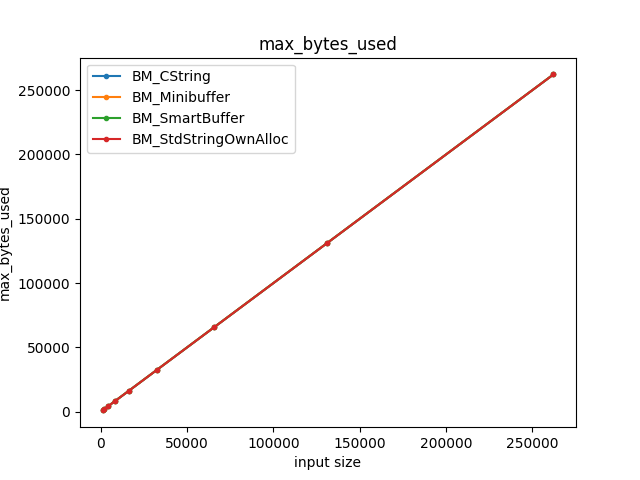 max_bytes_used
BM_CString
BM_Minibuffer
BM_SmartBuffer
BM_StdStringOwnAlloc
max_bytes_used
250000
200000
150000
100000
50000
0
0 50000 100000 150000 200000 250000
input size